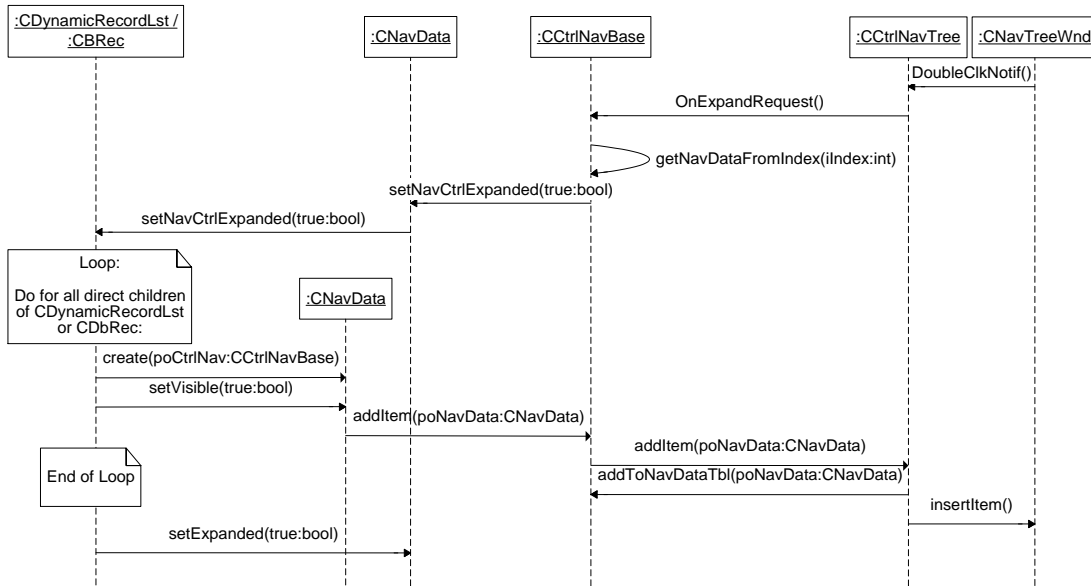 :CDynamicRecordLst /
:CBRec
:CNavData
:CCtrlNavBase
:CCtrlNavTree
:CNavTreeWnd
DoubleClkNotif()
OnExpandRequest()
getNavDataFromIndex(iIndex:int)
setNavCtrlExpanded(true:bool)
setNavCtrlExpanded(true:bool)
Loop:
Do for all direct children
of CDynamicRecordLst
or CDbRec:
:CNavData
create(poCtrlNav:CCtrlNavBase)
setVisible(true:bool)
addItem(poNavData:CNavData)
addItem(poNavData:CNavData)
End of Loop
addToNavDataTbl(poNavData:CNavData)
insertItem()
setExpanded(true:bool)